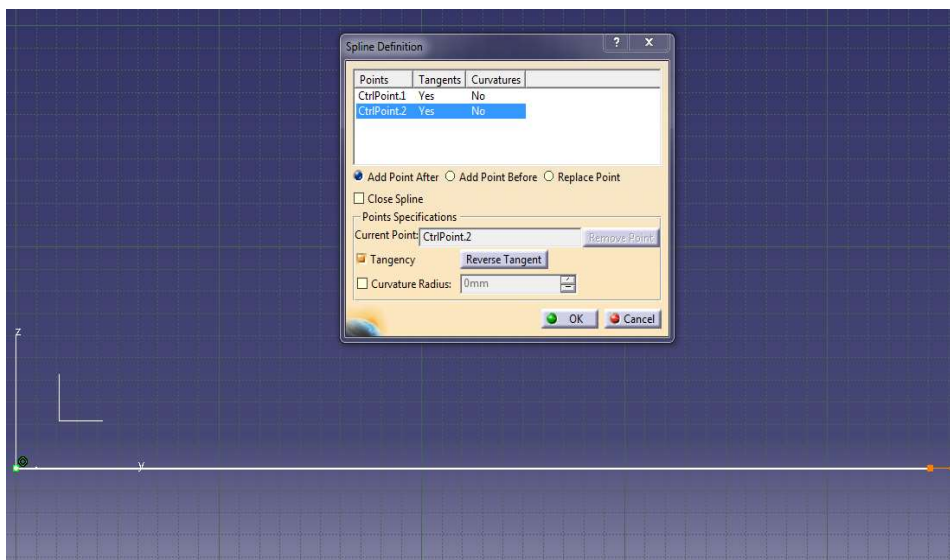 Spline Definition ? X
Points Tangents Curvatures
CtrlPoint.1 Yes No
CtrlPoint.2 Yes No
Add Point After Add Point Before Replace Point
Close Spline
Points Specifications
Current Point: CtrlPoint.2 Remove Point
Tangency Reverse Tangent
Curvature Radius: 0mm
OK Cancel
z
y